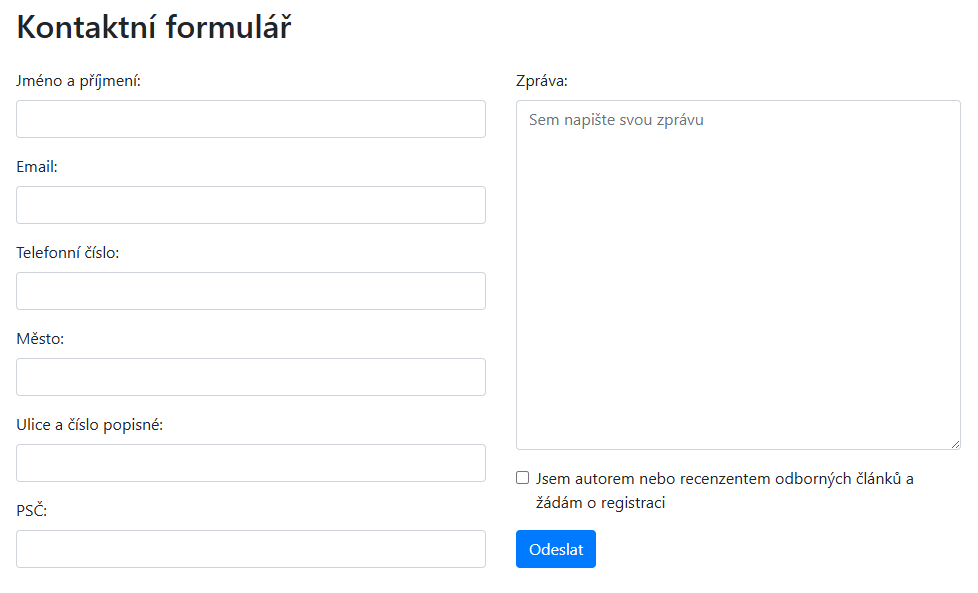 Kontaktní formulář
Jméno a příjmení:
Email:
Telefonní číslo:
Město:
Ulice a číslo popisné:
PSČ:
Zpráva:
Sem napište svou zprávu
Jsem autorem nebo recenzentem odborných článků a
žádám o registraci
Odeslat